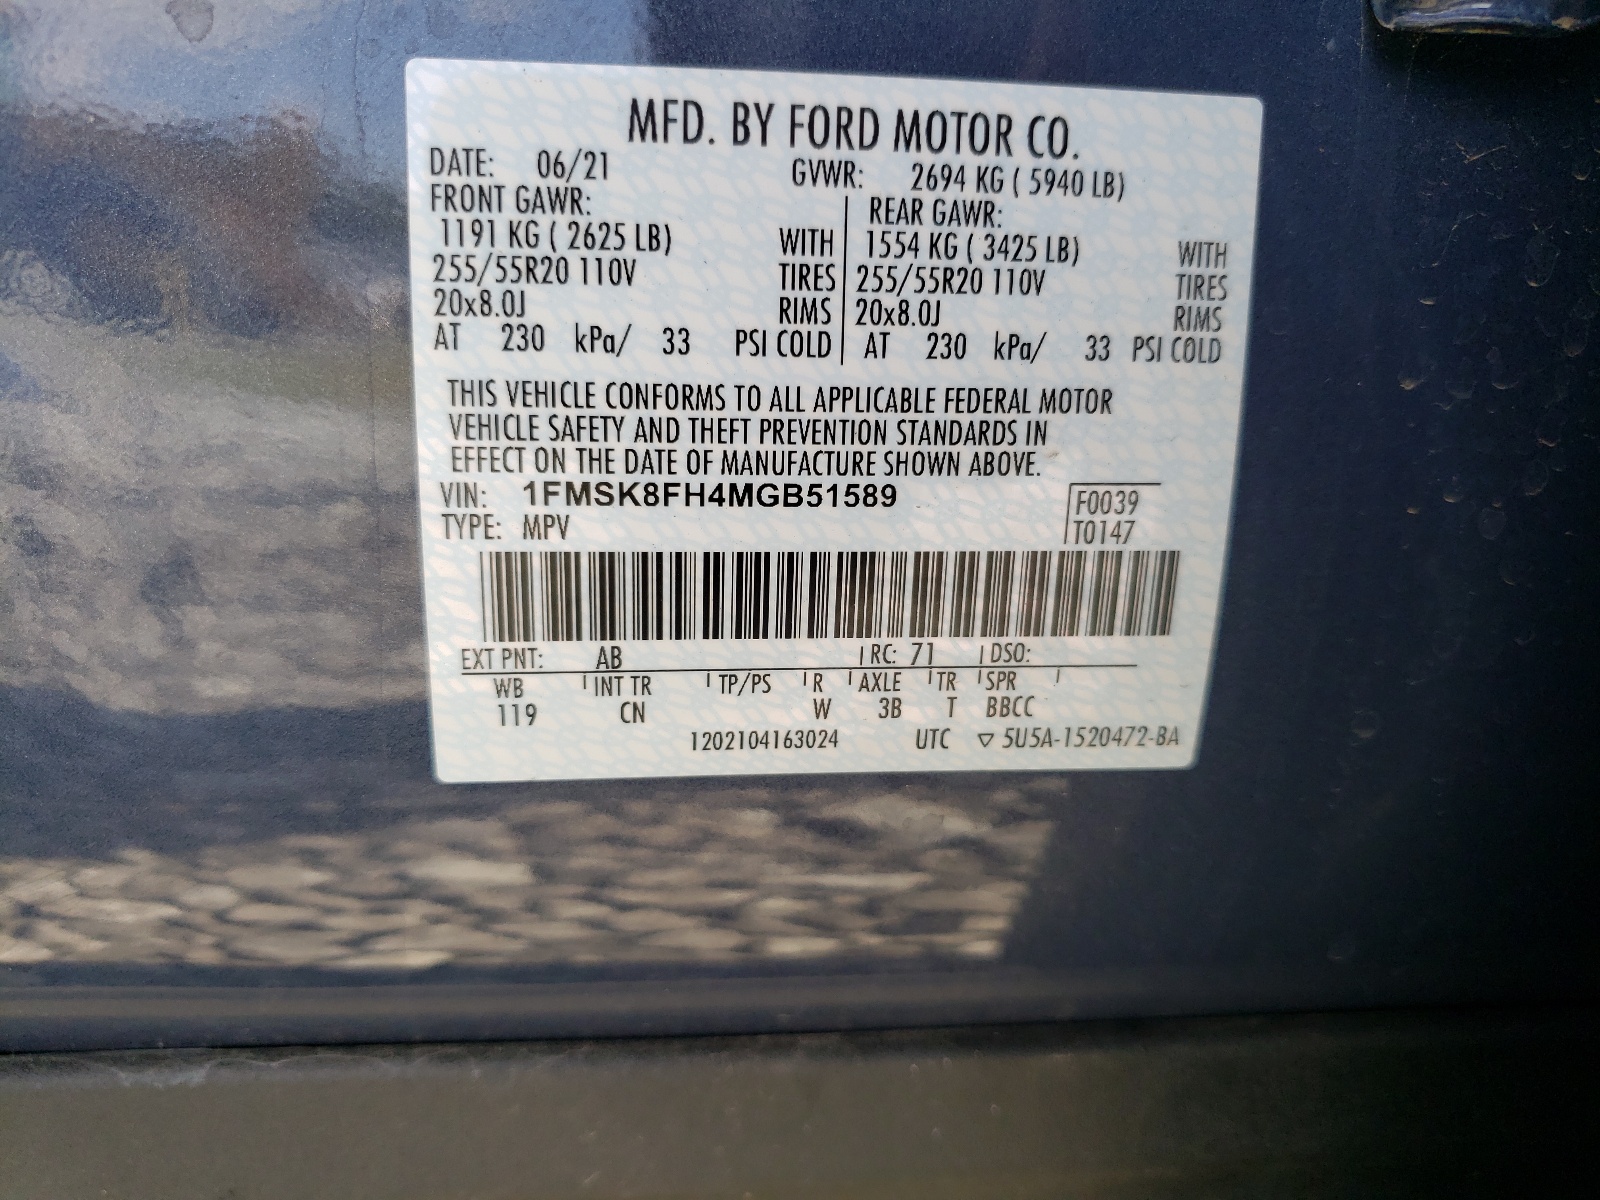 MFD. BY FORD MOTOR CO.
DATE: 06/21 GVWR: 2694 KG ( 5940 LB)
FRONT GAWR: REAR GAWR:
1191 KG ( 2625 LB) WITH 1554 KG ( 3425 LB) WITH
255/55R20 110V TIRES 255/55R20 110V TIRES
20x8.0J RIMS 20x8.0J RIMS
AT 230 kPa/ 33 PSI COLD AT 230 kPa/ 33 PSI COLD
THIS VEHICLE CONFORMS TO ALL APPLICABLE FEDERAL MOTOR
VEHICLE SAFETY AND THEFT PREVENTION STANDARDS IN
EFFECT ON THE DATE OF MANUFACTURE SHOWN ABOVE.
VIN: 1FMSK8FH4MGB51589 F0039
TYPE: MPV T0147
EXT PNT: AB RC: 71 DSO:
WB INT TR TP/PS R AXLE TR SPR
119 CN W 3B T BBCC
1202104163024 UTC ▽ 5U5A-1520472-BA